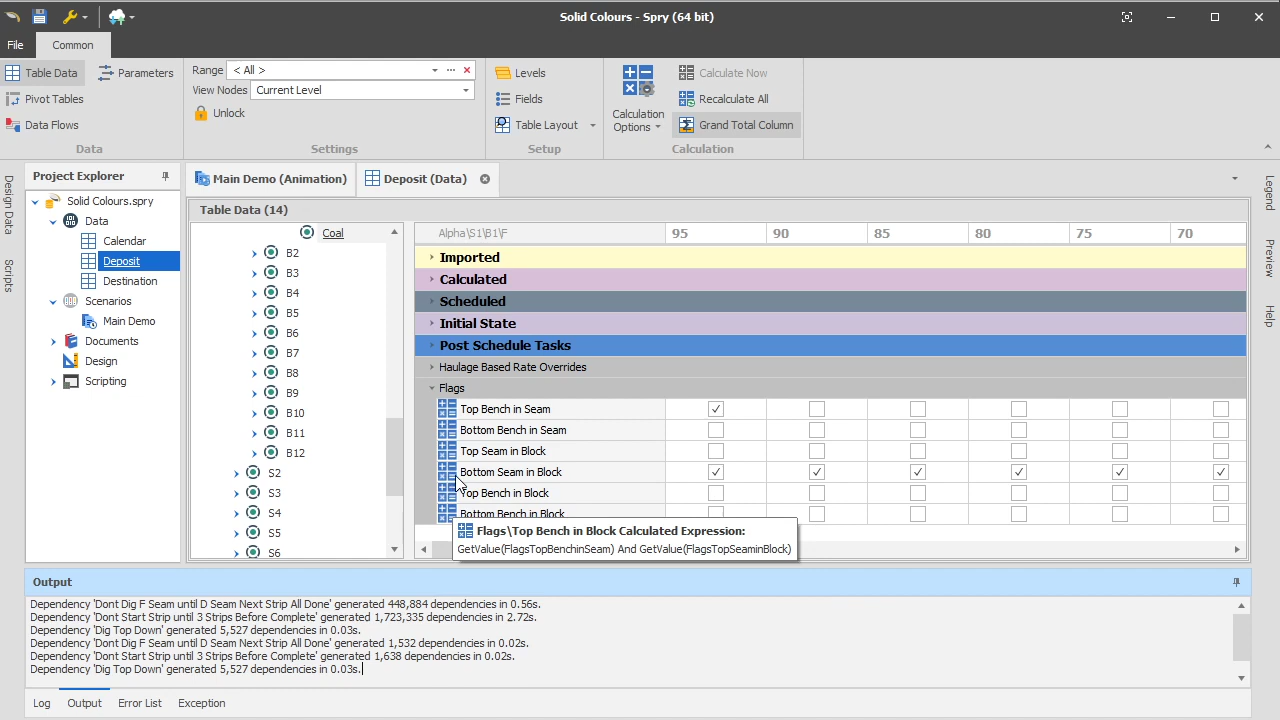 Solid Colours - Spry (64 bit)
File
Common
Table Data
Parameters
Pivot Tables
Data Flows
Data
Range
< All >
View Nodes
Current Level
Unlock
Settings
Levels
Fields
Table Layout
Setup
Calculation
Options
Calculate Now
Recalculate All
Grand Total Column
Calculation
Design Data
Scripts
Project Explorer
Solid Colours.spry
Data
Calendar
Deposit
Destination
Scenarios
Main Demo
Documents
Design
Scripting
Main Demo (Animation)
Deposit (Data)
Table Data (14)
Coal
B2
B3
B4
B5
B6
B7
B8
B9
B10
B11
B12
S2
S3
S4
S5
S6
Alpha\S1\B1\F
95
90
85
80
75
70
Imported
Calculated
Scheduled
Initial State
Post Schedule Tasks
Haulage Based Rate Overrides
Flags
Top Bench in Seam
Bottom Bench in Seam
Top Seam in Block
Bottom Seam in Block
Top Bench in Block
Bottom Bench in Block
Flags\Top Bench in Block Calculated Expression:
GetValue(FlagsTopBenchinSeam) And GetValue(FlagsTopSeaminBlock)
Legend
Preview
Help
Output
Dependency 'Dont Dig F Seam until D Seam Next Strip All Done' generated 448,884 dependencies in 0.56s.
Dependency 'Dont Start Strip until 3 Strips Before Complete' generated 1,723,335 dependencies in 2.72s.
Dependency 'Dig Top Down' generated 5,527 dependencies in 0.03s.
Dependency 'Dont Dig F Seam until D Seam Next Strip All Done' generated 1,532 dependencies in 0.02s.
Dependency 'Dont Start Strip until 3 Strips Before Complete' generated 1,638 dependencies in 0.02s.
Dependency 'Dig Top Down' generated 5,527 dependencies in 0.03s.
Log
Output
Error List
Exception